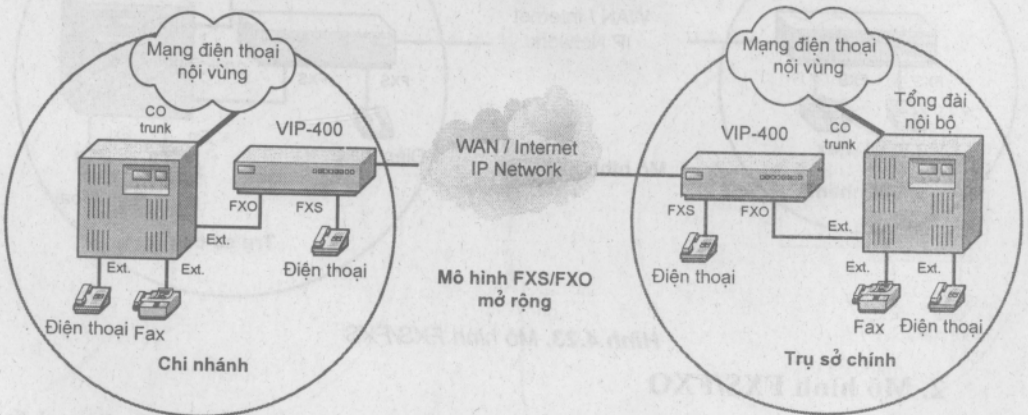 Mạng điện thoại
nội vùng
CO
trunk
VIP-400
FXO
FXS
Ext.
Ext.
Ext.
Điện thoại
Fax
Điện thoại
Chi nhánh
WAN / Internet
IP Network
Mô hình FXS/FXO
mở rộng
Mạng điện thoại
nội vùng
Tổng đài
nội bộ
CO
trunk
VIP-400
FXS
FXO
Ext.
Ext.
Ext.
Điện thoại
Fax
Điện thoại
Trụ sở chính